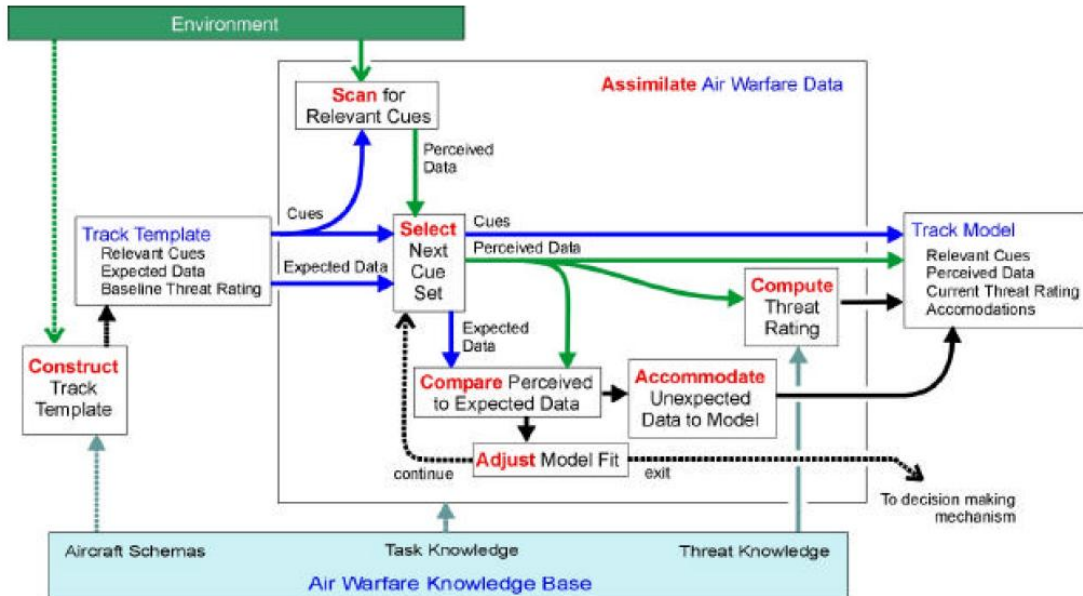 Environment
Assimilate Air Warfare Data
Scan for
Relevant Cues
Perceived
Data
Cues
Expected Data
Track Template
Relevant Cues
Expected Data
Baseline Threat Rating
Select
Next
Cue
Set
Cues
Perceived Data
Track Model
Relevant Cues
Perceived Data
Current Threat Rating
Accomodations
Compute
Threat
Rating
Expected
Data
Construct
Track
Template
Compare Perceived
to Expected Data
Accommodate
Unexpected
Data to Model
Adjust Model Fit
continue
exit
To decision making
mechanism
Aircraft Schemas
Task Knowledge
Threat Knowledge
Air Warfare Knowledge Base